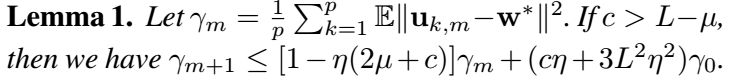 Lemma 1. Let γ_m = 1/p ∑_{k=1}^{p} 𝔼‖u_{k,m}−w*‖². If c > L−μ,
then we have γ_{m+1} ≤ [1−η(2μ+c)]γ_m+(cη+3L²η²)γ_0.